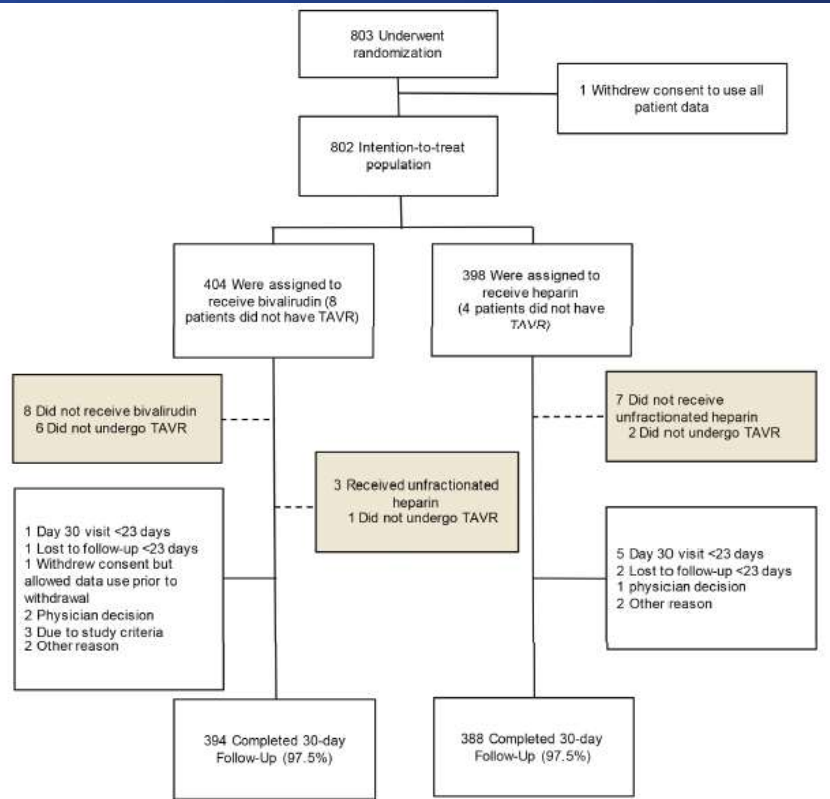 803 Underwent
randomization
1 Withdrew consent to use all
patient data
802 Intention-to-treat
population
404 Were assigned to
receive bivalirudin (8
patients did not have TAVR)
398 Were assigned to
receive heparin
(4 patients did not have
TAVR)
8 Did not receive bivalirudin
6 Did not undergo TAVR
7 Did not receive
unfractionated heparin
2 Did not undergo TAVR
3 Received unfractionated
heparin
1 Did not undergo TAVR
1 Day 30 visit <23 days
1 Lost to follow-up <23 days
1 Withdrew consent but
allowed data use prior to
withdrawal
2 Physician decision
3 Due to study criteria
2 Other reason
5 Day 30 visit <23 days
2 Lost to follow-up <23 days
1 physician decision
2 Other reason
394 Completed 30-day
Follow-Up (97.5%)
388 Completed 30-day
Follow-Up (97.5%)